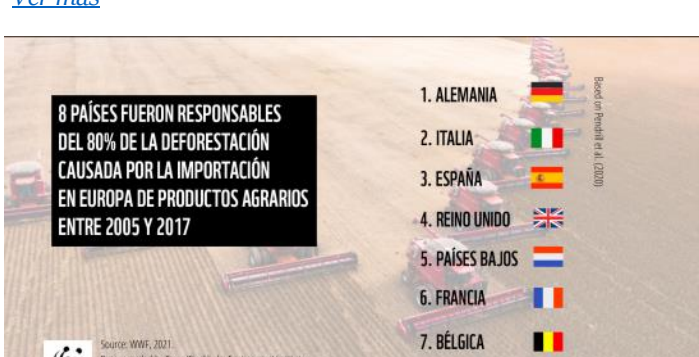 Ver más
8 PAÍSES FUERON RESPONSABLES
DEL 80% DE LA DEFORESTACIÓN
CAUSADA POR LA IMPORTACIÓN
EN EUROPA DE PRODUCTOS AGRARIOS
ENTRE 2005 Y 2017
1. ALEMANIA
2. ITALIA
3. ESPAÑA
4. REINO UNIDO
5. PAÍSES BAJOS
6. FRANCIA
7. BÉLGICA
Based on Pendrill et al. (2020)
Source: WWF, 2021.